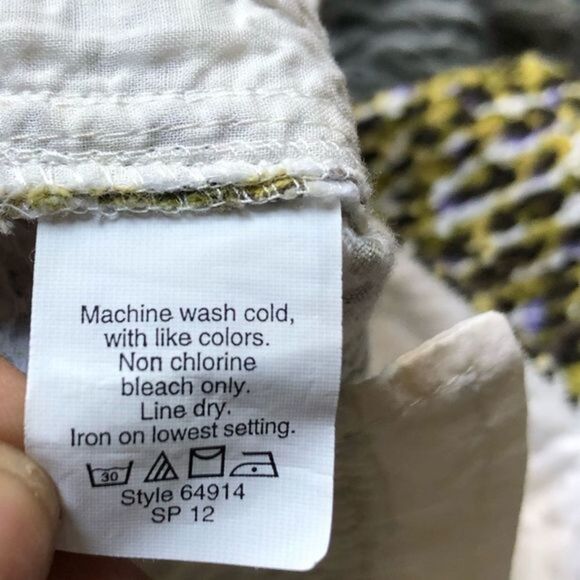 Machine wash cold,
with like colors.
Non chlorine
bleach only.
Line dry.
Iron on lowest setting.
30
Style 64914
SP 12